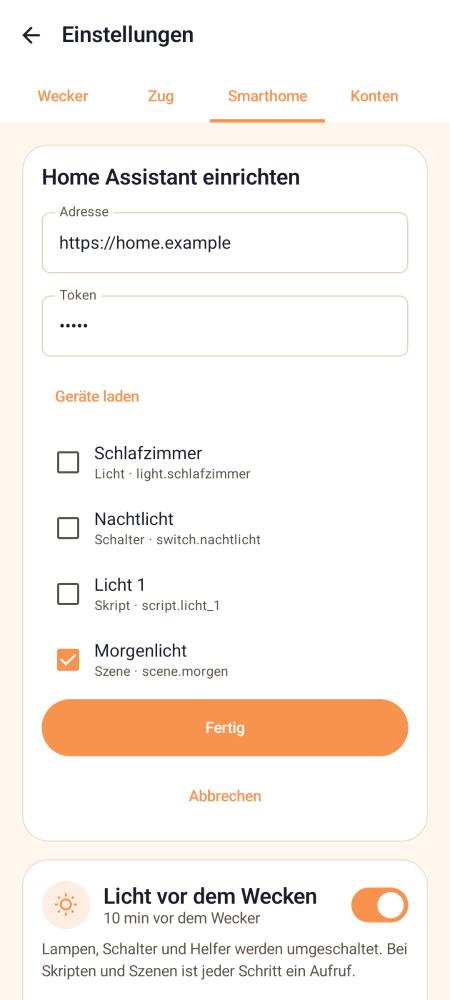 Einstellungen
Wecker
Zug
Smarthome
Konten
Home Assistant einrichten
Adresse
https://home.example
Token
•••••
Geräte laden
Schlafzimmer
Licht · light.schlafzimmer
Nachtlicht
Schalter · switch.nachtlicht
Licht 1
Skript · script.licht_1
Morgenlicht
Szene · scene.morgen
Fertig
Abbrechen
Licht vor dem Wecken
10 min vor dem Wecker
Lampen, Schalter und Helfer werden umgeschaltet. Bei
Skripten und Szenen ist jeder Schritt ein Aufruf.